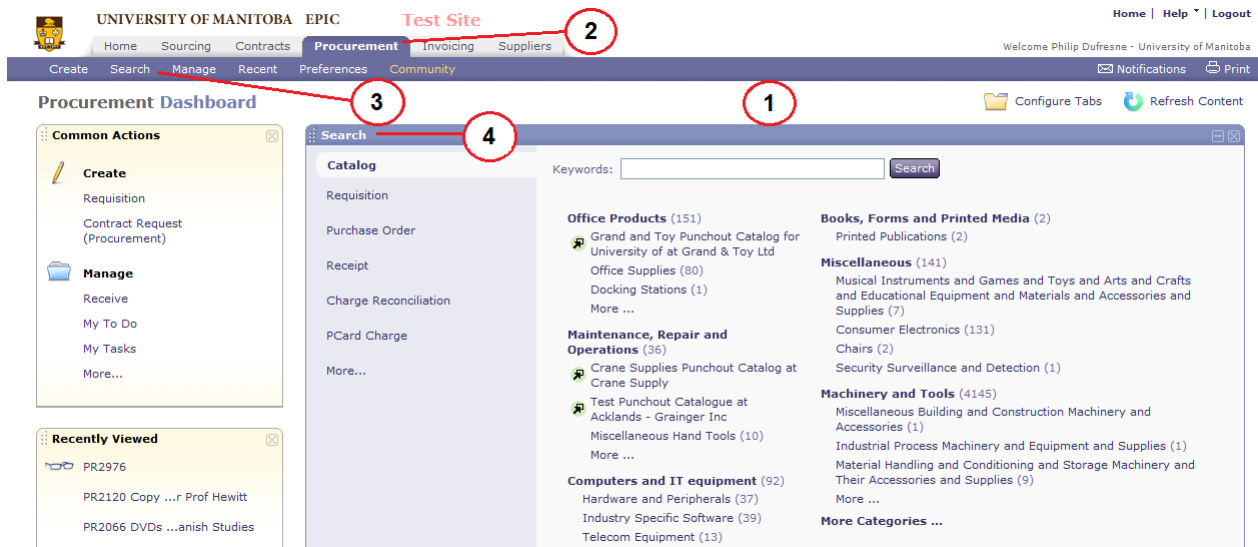 UNIVERSITY OF MANITOBA EPIC
Test Site
Home | Help | Logout
Home Sourcing Contracts Procurement Invoicing Suppliers
2
Welcome Philip Dufresne - University of Manitoba
Create Search Manage Recent Preferences Community
Notifications Print
Procurement Dashboard
3
1
Configure Tabs Refresh Content
Common Actions
Create
Requisition
Contract Request
(Procurement)
Manage
Receive
My To Do
My Tasks
More...
Recently Viewed
PR2976
PR2120 Copy ...r Prof Hewitt
PR2066 DVDs ...anish Studies
Search
4
Catalog
Requisition
Purchase Order
Receipt
Charge Reconciliation
PCard Charge
More...
Keywords: Search
Office Products (151)
Grand and Toy Punchout Catalog for
University of at Grand & Toy Ltd
Office Supplies (80)
Docking Stations (1)
More ...
Maintenance, Repair and
Operations (36)
Crane Supplies Punchout Catalog at
Crane Supply
Test Punchout Catalogue at
Acklands - Grainger Inc
Miscellaneous Hand Tools (10)
More ...
Computers and IT equipment (92)
Hardware and Peripherals (37)
Industry Specific Software (39)
Telecom Equipment (13)
Books, Forms and Printed Media (2)
Printed Publications (2)
Miscellaneous (141)
Musical Instruments and Games and Toys and Arts and Crafts
and Educational Equipment and Materials and Accessories and
Supplies (7)
Consumer Electronics (131)
Chairs (2)
Security Surveillance and Detection (1)
Machinery and Tools (4145)
Miscellaneous Building and Construction Machinery and
Accessories (1)
Industrial Process Machinery and Equipment and Supplies (1)
Material Handling and Conditioning and Storage Machinery and
Their Accessories and Supplies (9)
More ...
More Categories ...